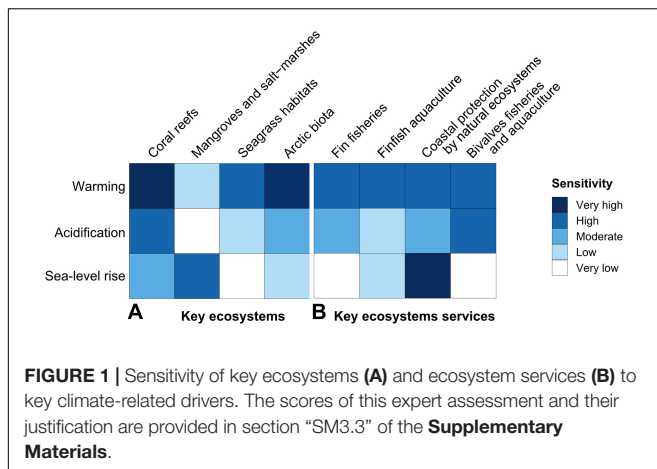 Coral reefs
Mangroves and salt−marshes
Seagrass habitats
Arctic biota
Fin fisheries
Finfish aquaculture
Coastal protection
by natural ecosystems
Bivalves fisheries
and aquaculture
Warming
Acidification
Sea-level rise
Sensitivity
Very high
High
Moderate
Low
Very low
A Key ecosystems B Key ecosystems services
FIGURE 1 | Sensitivity of key ecosystems (A) and ecosystem services (B) to
key climate-related drivers. The scores of this expert assessment and their
justification are provided in section “SM3.3” of the Supplementary
Materials.